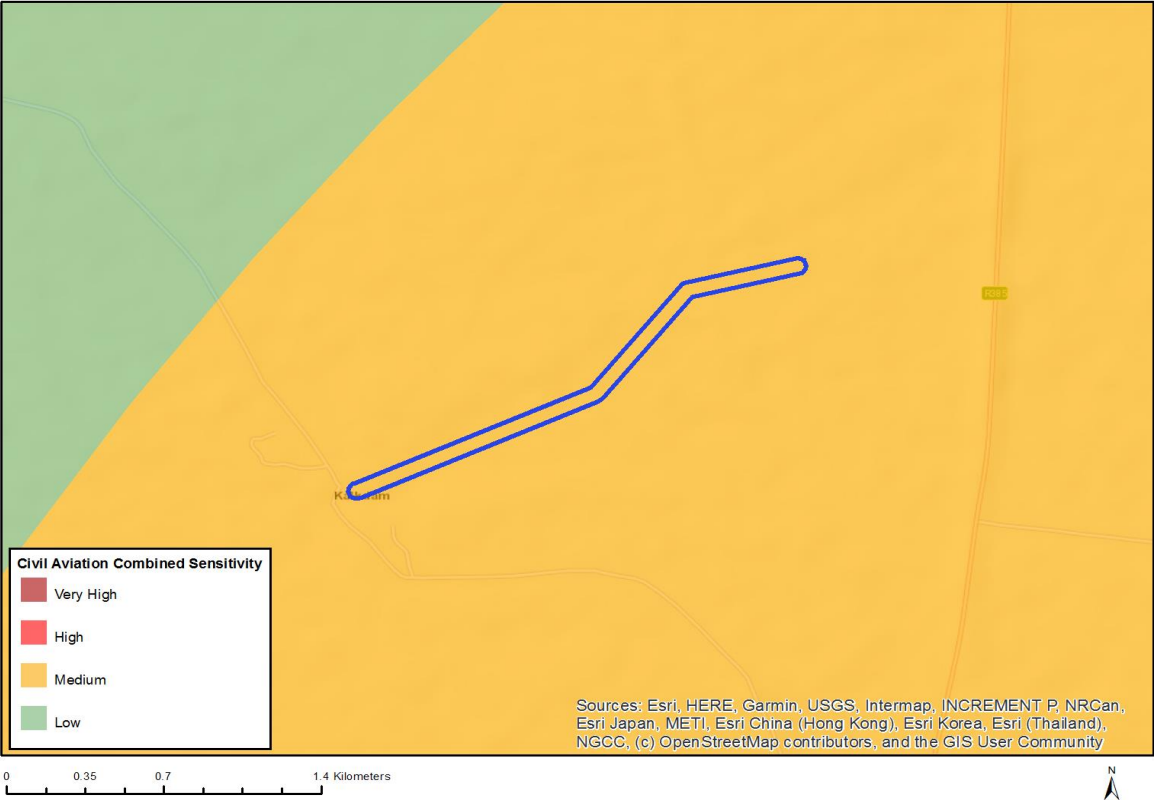 Civil Aviation Combined Sensitivity
Very High
High
Medium
Low
Sources: Esri, HERE, Garmin, USGS, Intermap, INCREMENT P, NRCan,
Esri Japan, METI, Esri China (Hong Kong), Esri Korea, Esri (Thailand),
NGCC, (c) OpenStreetMap contributors, and the GIS User Community
0 0.35 0.7 1.4 Kilometers
N